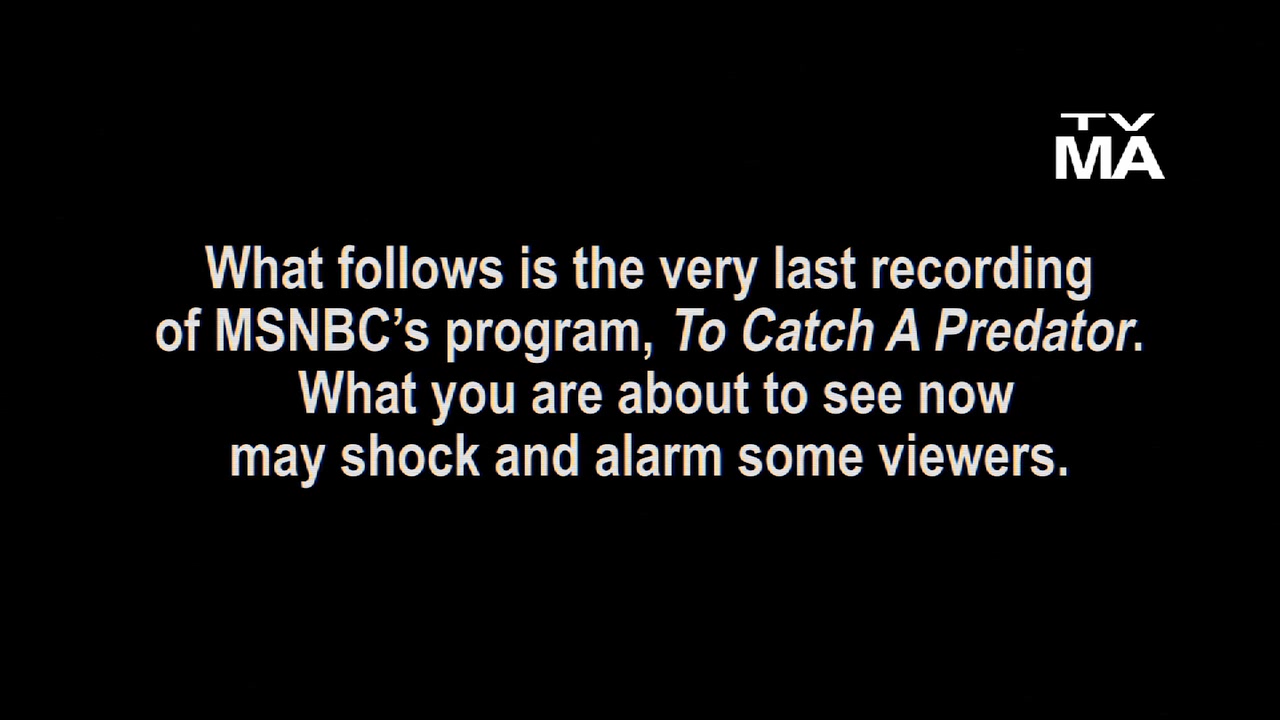 TV
MA
What follows is the very last recording
of MSNBC’s program, To Catch A Predator.
What you are about to see now
may shock and alarm some viewers.